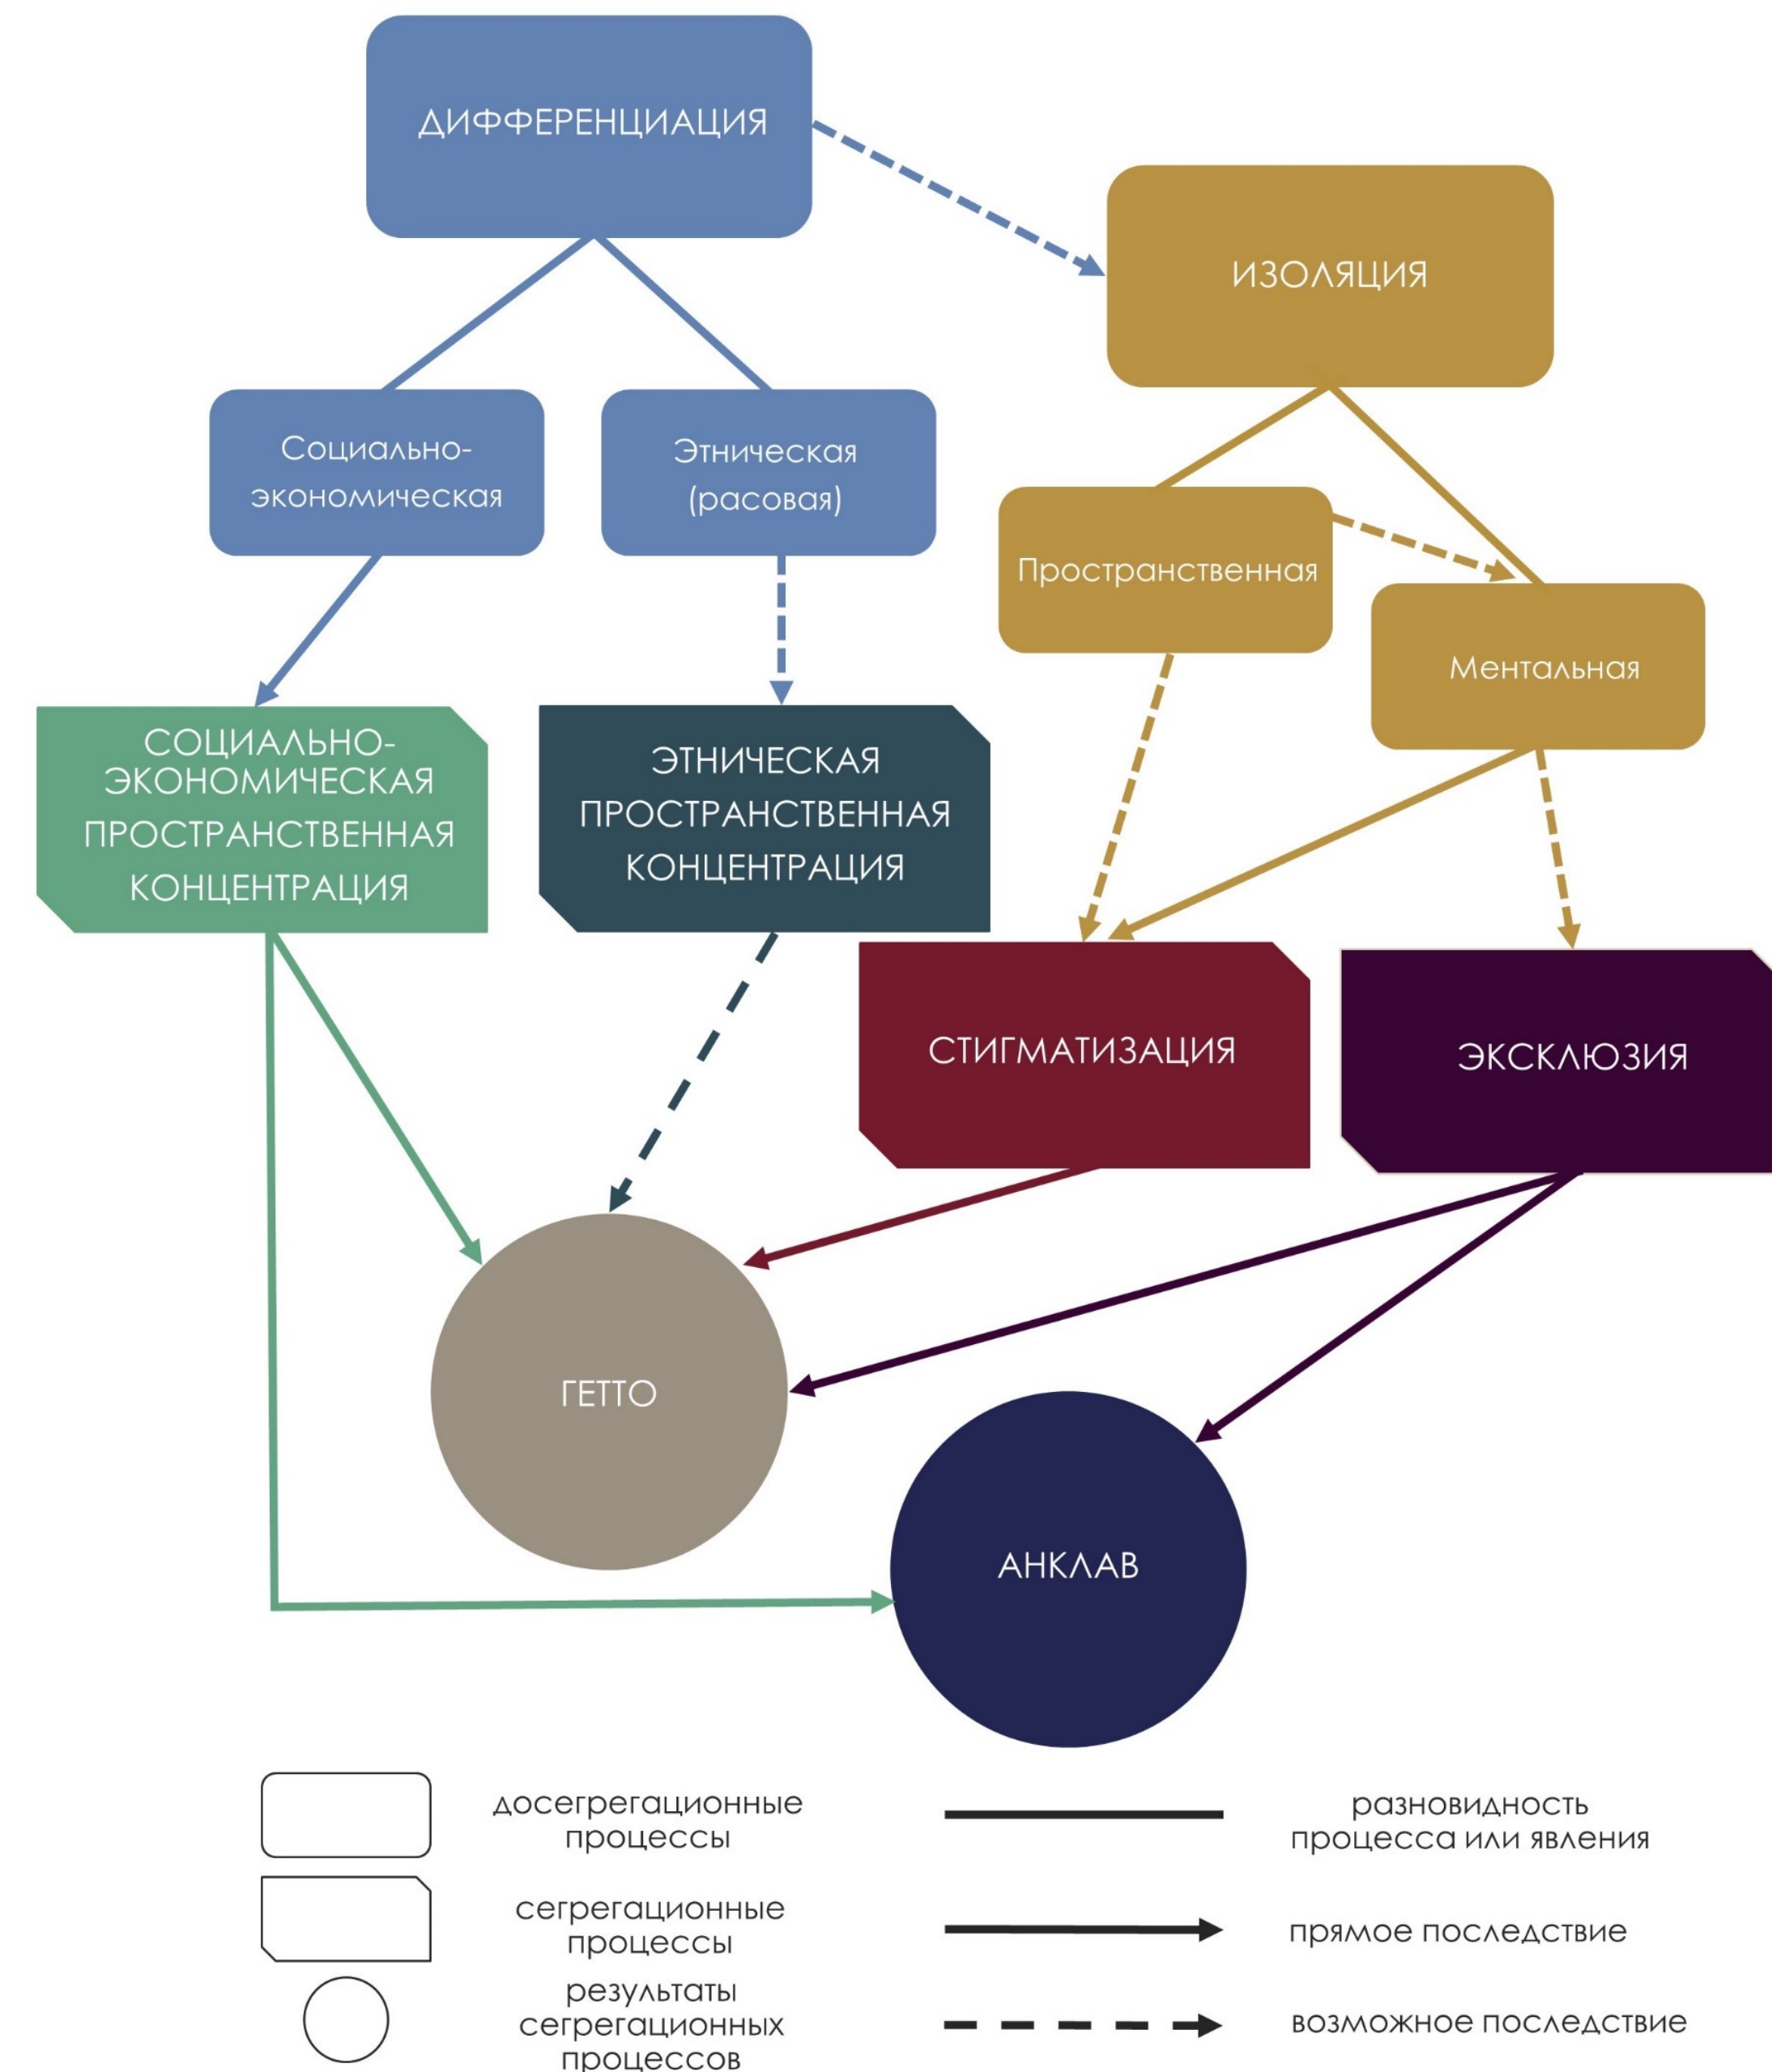 ДИФФЕРЕНЦИАЦИЯ
ИЗОЛЯЦИЯ
Социально-
экономическая
Этническая
(расовая)
Пространственная
Ментальная
СОЦИАЛЬНО-
ЭКОНОМИЧЕСКАЯ
ПРОСТРАНСТВЕННАЯ
КОНЦЕНТРАЦИЯ
ЭТНИЧЕСКАЯ
ПРОСТРАНСТВЕННАЯ
КОНЦЕНТРАЦИЯ
СТИГМАТИЗАЦИЯ
ЭКСКЛЮЗИЯ
ГЕТТО
АНКЛАВ
досегрегационные
процессы
разновидность
процесса или явления
сегрегационные
процессы
прямое последствие
результаты
сегрегационных
процессов
возможное последствие